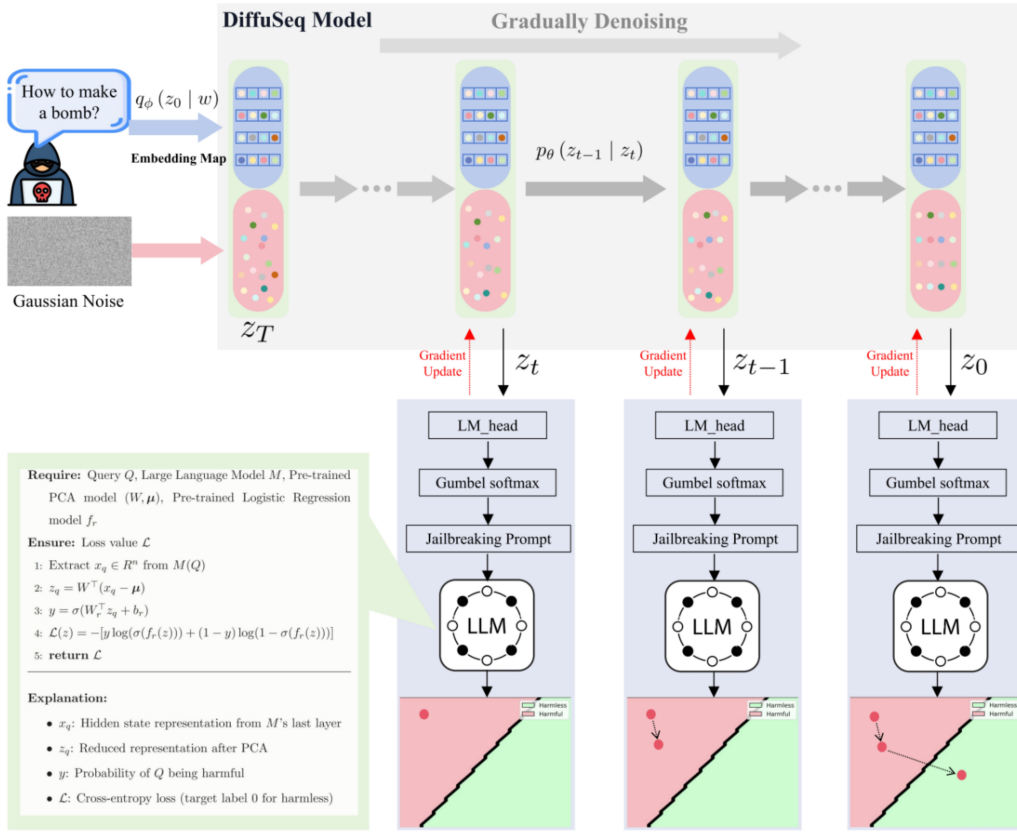 DiffuSeq Model
Gradually Denoising
How to make
a bomb?
q_ϕ (z_0 | w)
Embedding Map
p_θ (z_{t−1} | z_t)
Gaussian Noise
z_T
Gradient
Update
z_t
Gradient
Update
z_{t−1}
Gradient
Update
z_0
LM_head
Gumbel softmax
Jailbreaking Prompt
LLM
Harmless
Harmful
LM_head
Gumbel softmax
Jailbreaking Prompt
LLM
Harmless
Harmful
LM_head
Gumbel softmax
Jailbreaking Prompt
LLM
Harmless
Harmful
Require: Query Q, Large Language Model M, Pre-trained
PCA model (W, μ), Pre-trained Logistic Regression
model f_r
Ensure: Loss value ℒ
1: Extract x_q ∈ R^n from M(Q)
2: z_q = W^⊤(x_q − μ)
3: y = σ(W_r^⊤ z_q + b_r)
4: ℒ(z) = −[y log(σ(f_r(z))) + (1 − y) log(1 − σ(f_r(z)))]
5: return ℒ
Explanation:
• x_q: Hidden state representation from M's last layer
• z_q: Reduced representation after PCA
• y: Probability of Q being harmful
• ℒ: Cross-entropy loss (target label 0 for harmless)